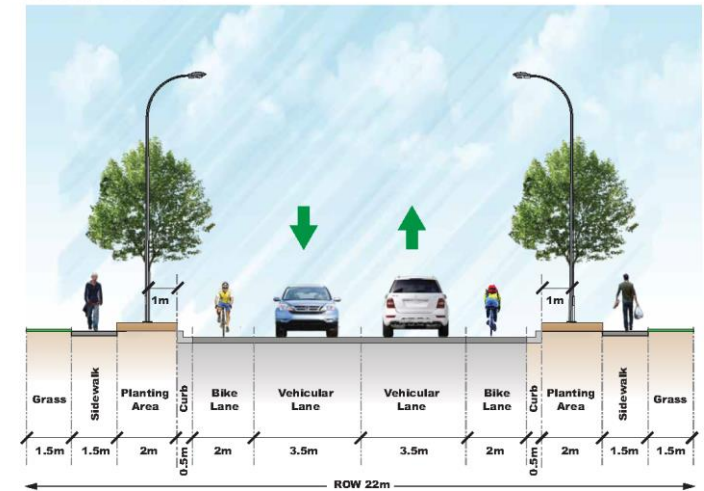 1m
1m
Grass
Sidewalk
Planting
Area
Curb
Bike
Lane
Vehicular
Lane
Vehicular
Lane
Bike
Lane
Curb
Planting
Area
Sidewalk
Grass
1.5m
1.5m
2m
0.5m
2m
3.5m
3.5m
2m
0.5m
2m
1.5m
1.5m
ROW 22m